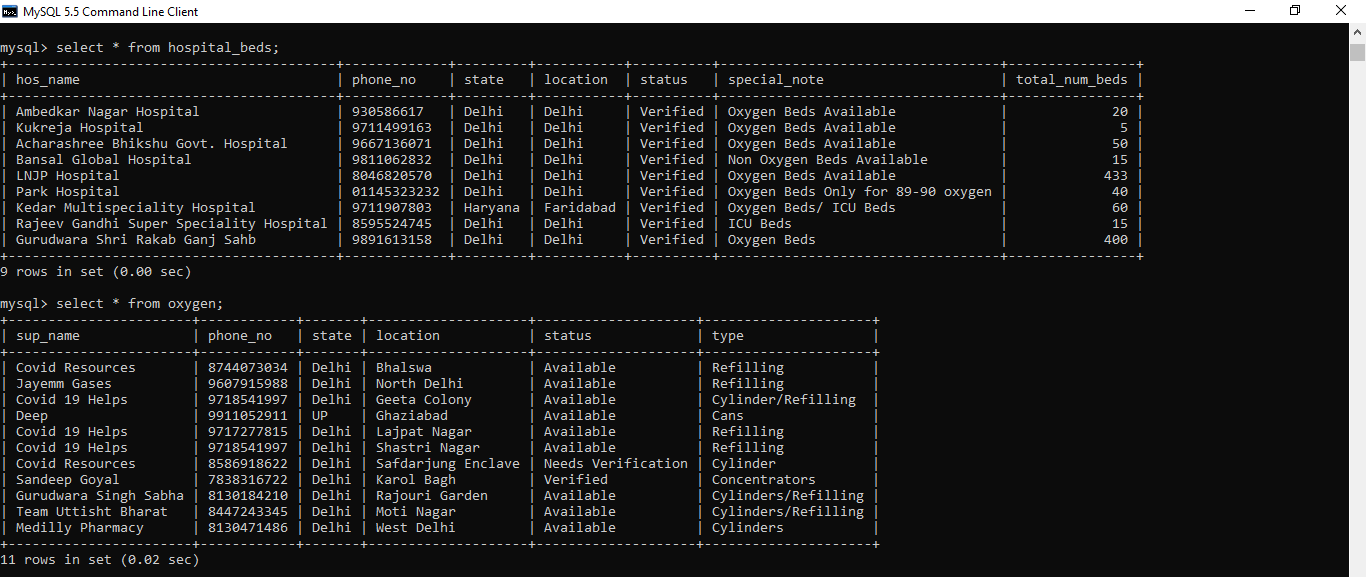 MySQL 5.5 Command Line Client
mysql> select * from hospital_beds;
+----------------------------------------+-------------+---------+-----------+----------+----------------------------------+----------------+
| hos_name | phone_no | state | location | status | special_note | total_num_beds |
+----------------------------------------+-------------+---------+-----------+----------+----------------------------------+----------------+
| Ambedkar Nagar Hospital | 930586617 | Delhi | Delhi | Verified | Oxygen Beds Available | 20 |
| Kukreja Hospital | 9711499163 | Delhi | Delhi | Verified | Oxygen Beds Available | 5 |
| Acharashree Bhikshu Govt. Hospital | 9667136071 | Delhi | Delhi | Verified | Oxygen Beds Available | 50 |
| Bansal Global Hospital | 9811062832 | Delhi | Delhi | Verified | Non Oxygen Beds Available | 15 |
| LNJP Hospital | 8046820570 | Delhi | Delhi | Verified | Oxygen Beds Available | 433 |
| Park Hospital | 01145323232 | Delhi | Delhi | Verified | Oxygen Beds Only for 89-90 oxygen | 40 |
| Kedar Multispeciality Hospital | 9711907803 | Haryana | Faridabad | Verified | Oxygen Beds/ ICU Beds | 60 |
| Rajeev Gandhi Super Speciality Hospital | 8595524745 | Delhi | Delhi | Verified | ICU Beds | 15 |
| Gurudwara Shri Rakab Ganj Sahb | 9891613158 | Delhi | Delhi | Verified | Oxygen Beds | 400 |
+----------------------------------------+-------------+---------+-----------+----------+----------------------------------+----------------+
9 rows in set (0.00 sec)
mysql> select * from oxygen;
+----------------------+------------+-------+--------------------+--------------------+--------------------+
| sup_name | phone_no | state | location | status | type |
+----------------------+------------+-------+--------------------+--------------------+--------------------+
| Covid Resources | 8744073034 | Delhi | Bhalswa | Available | Refilling |
| Jayemm Gases | 9607915988 | Delhi | North Delhi | Available | Refilling |
| Covid 19 Helps | 9718541997 | Delhi | Geeta Colony | Available | Cylinder/Refilling |
| Deep | 9911052911 | UP | Ghaziabad | Available | Cans |
| Covid 19 Helps | 9717277815 | Delhi | Lajpat Nagar | Available | Refilling |
| Covid 19 Helps | 9718541997 | Delhi | Shastri Nagar | Available | Refilling |
| Covid Resources | 8586918622 | Delhi | Safdarjung Enclave | Needs Verification | Cylinder |
| Sandeep Goyal | 7838316722 | Delhi | Karol Bagh | Verified | Concentrators |
| Gurudwara Singh Sabha | 8130184210 | Delhi | Rajouri Garden | Available | Cylinders/Refilling |
| Team Uttisht Bharat | 8447243345 | Delhi | Moti Nagar | Available | Cylinders/Refilling |
| Medilly Pharmacy | 8130471486 | Delhi | West Delhi | Available | Cylinders |
+----------------------+------------+-------+--------------------+--------------------+--------------------+
11 rows in set (0.02 sec)